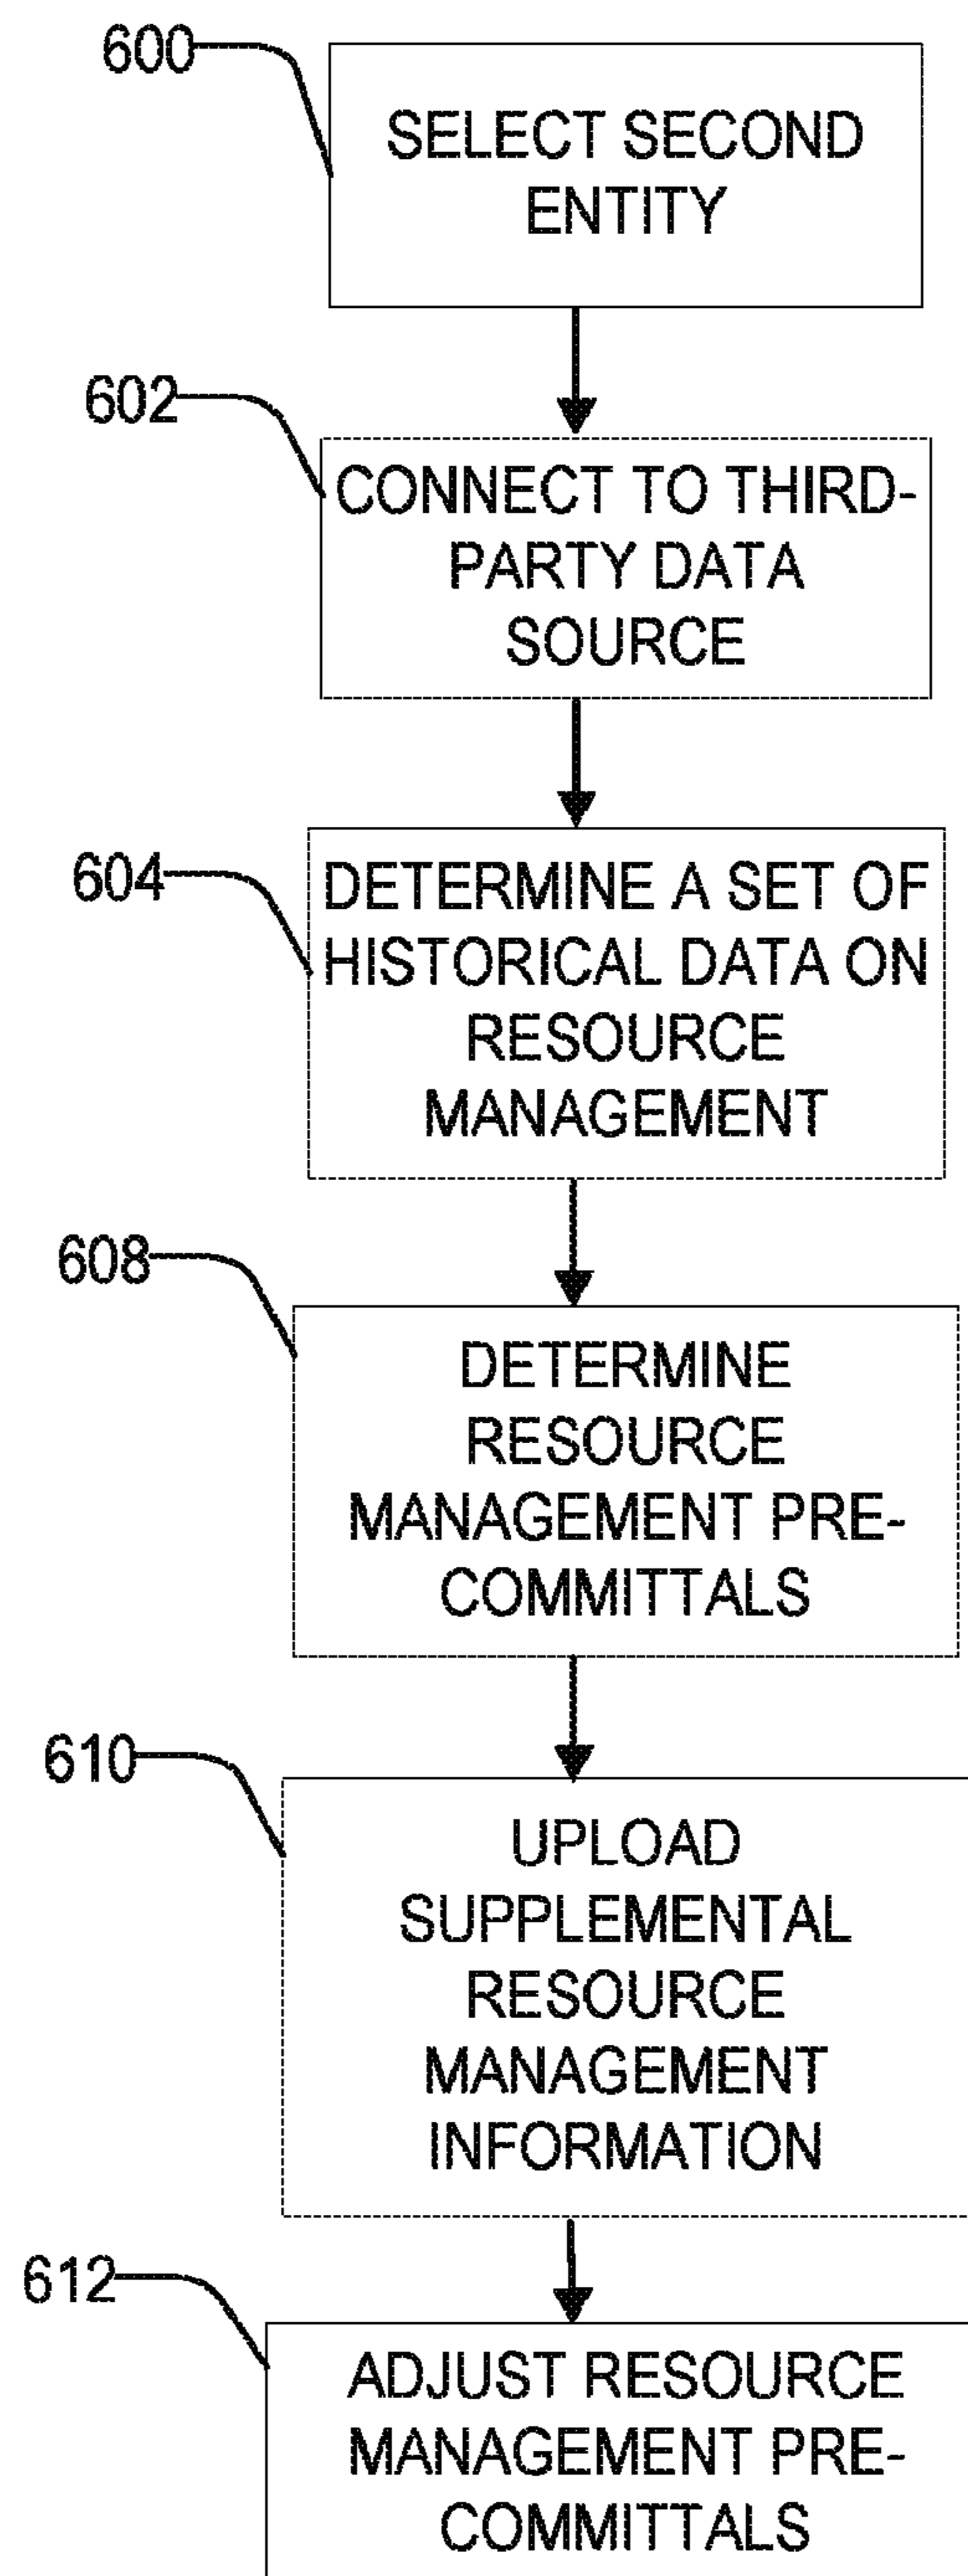 600
SELECT SECOND
ENTITY
602
CONNECT TO THIRD-
PARTY DATA
SOURCE
604
DETERMINE A SET OF
HISTORICAL DATA ON
RESOURCE
MANAGEMENT
608
DETERMINE
RESOURCE
MANAGEMENT PRE-
COMMITTALS
610
UPLOAD
SUPPLEMENTAL
RESOURCE
MANAGEMENT
INFORMATION
612
ADJUST RESOURCE
MANAGEMENT PRE-
COMMITTALS